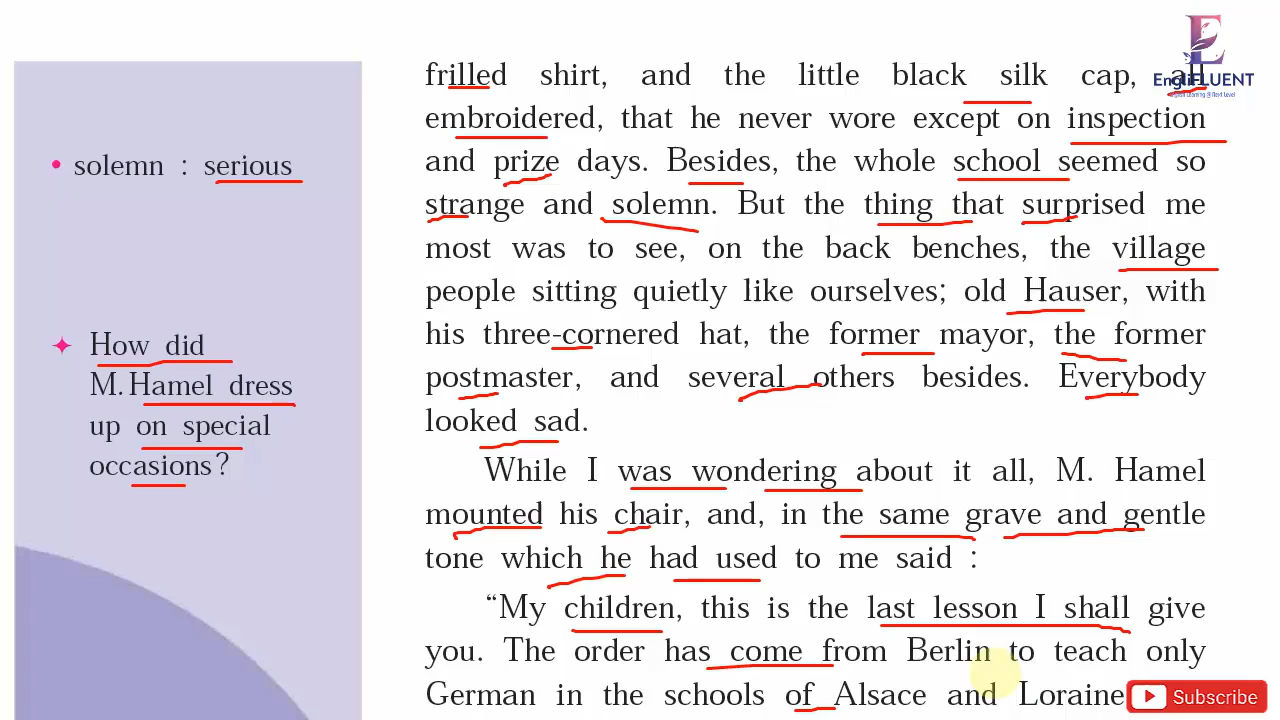 • solemn : serious
✦ How did
M. Hamel dress
up on special
occasions?
frilled shirt, and the little black silk cap, all
embroidered, that he never wore except on inspection
and prize days. Besides, the whole school seemed so
strange and solemn. But the thing that surprised me
most was to see, on the back benches, the village
people sitting quietly like ourselves; old Hauser, with
his three-cornered hat, the former mayor, the former
postmaster, and several others besides. Everybody
looked sad.
While I was wondering about it all, M. Hamel
mounted his chair, and, in the same grave and gentle
tone which he had used to me said :
“My children, this is the last lesson I shall give
you. The order has come from Berlin to teach only
German in the schools of Alsace and Loraine
E
EngliFLUENT
Subscribe